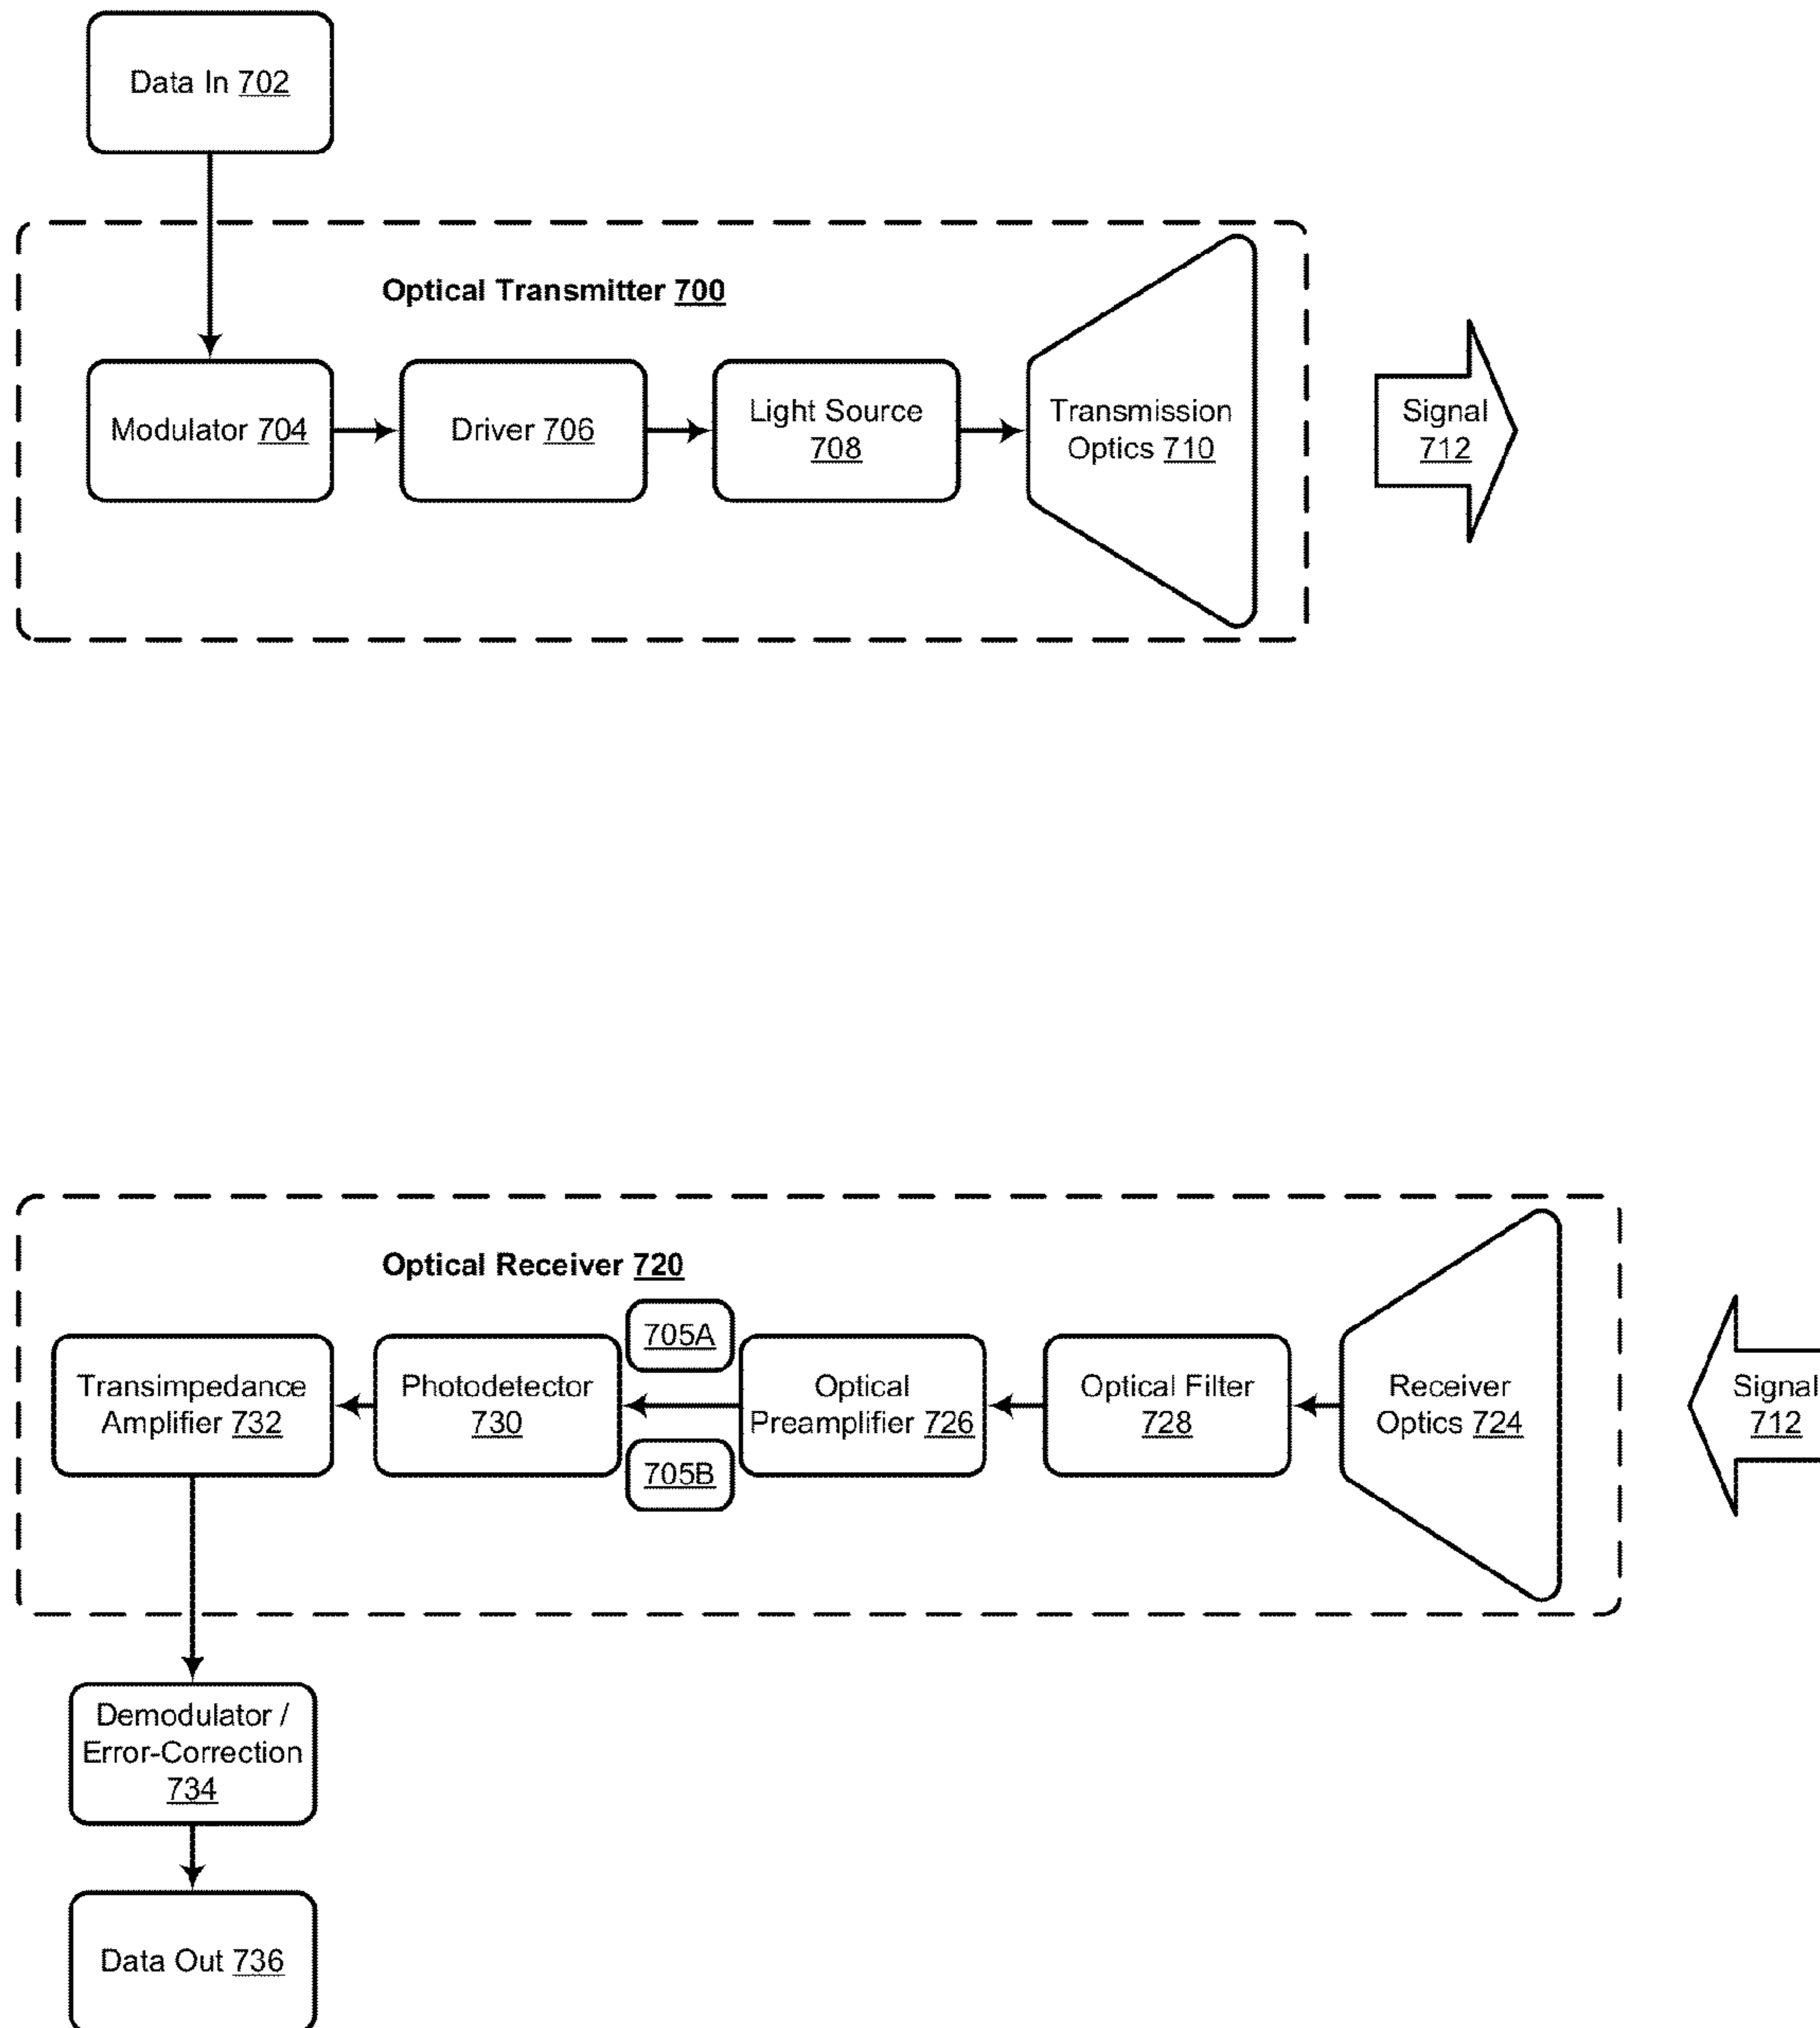 Data In 702
Optical Transmitter 700
Modulator 704
Driver 706
Light Source
708
Transmission
Optics 710
Signal
712
Optical Receiver 720
705A
Transimpedance
Amplifier 732
Photodetector
730
Optical
Preamplifier 726
Optical Filter
728
Receiver
Optics 724
Signal
712
705B
Demodulator /
Error-Correction
734
Data Out 736